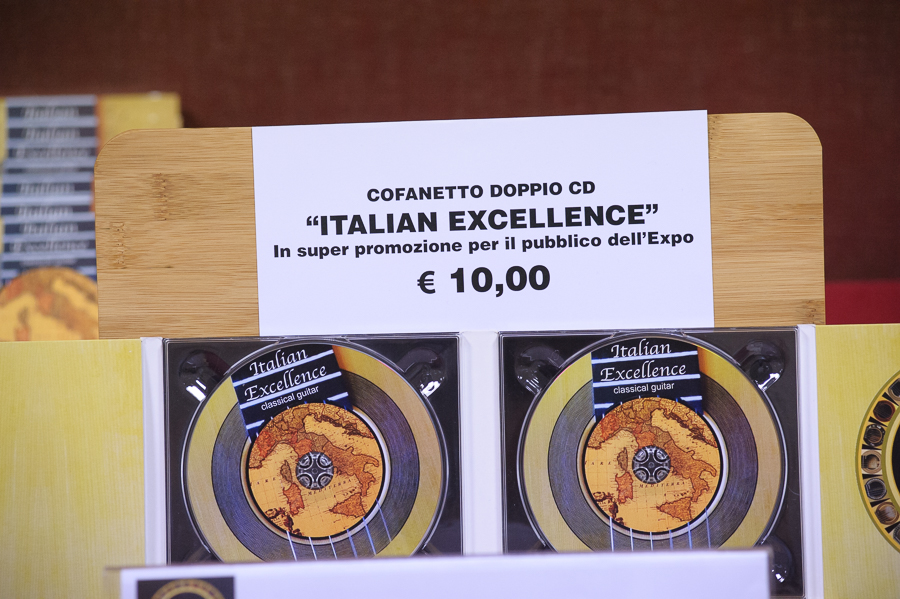 COFANETTO DOPPIO CD
“ITALIAN EXCELLENCE”
In super promozione per il pubblico dell’Expo
€ 10,00
Italian
Excellence
classical guitar
Italian
Excellence
classical guitar